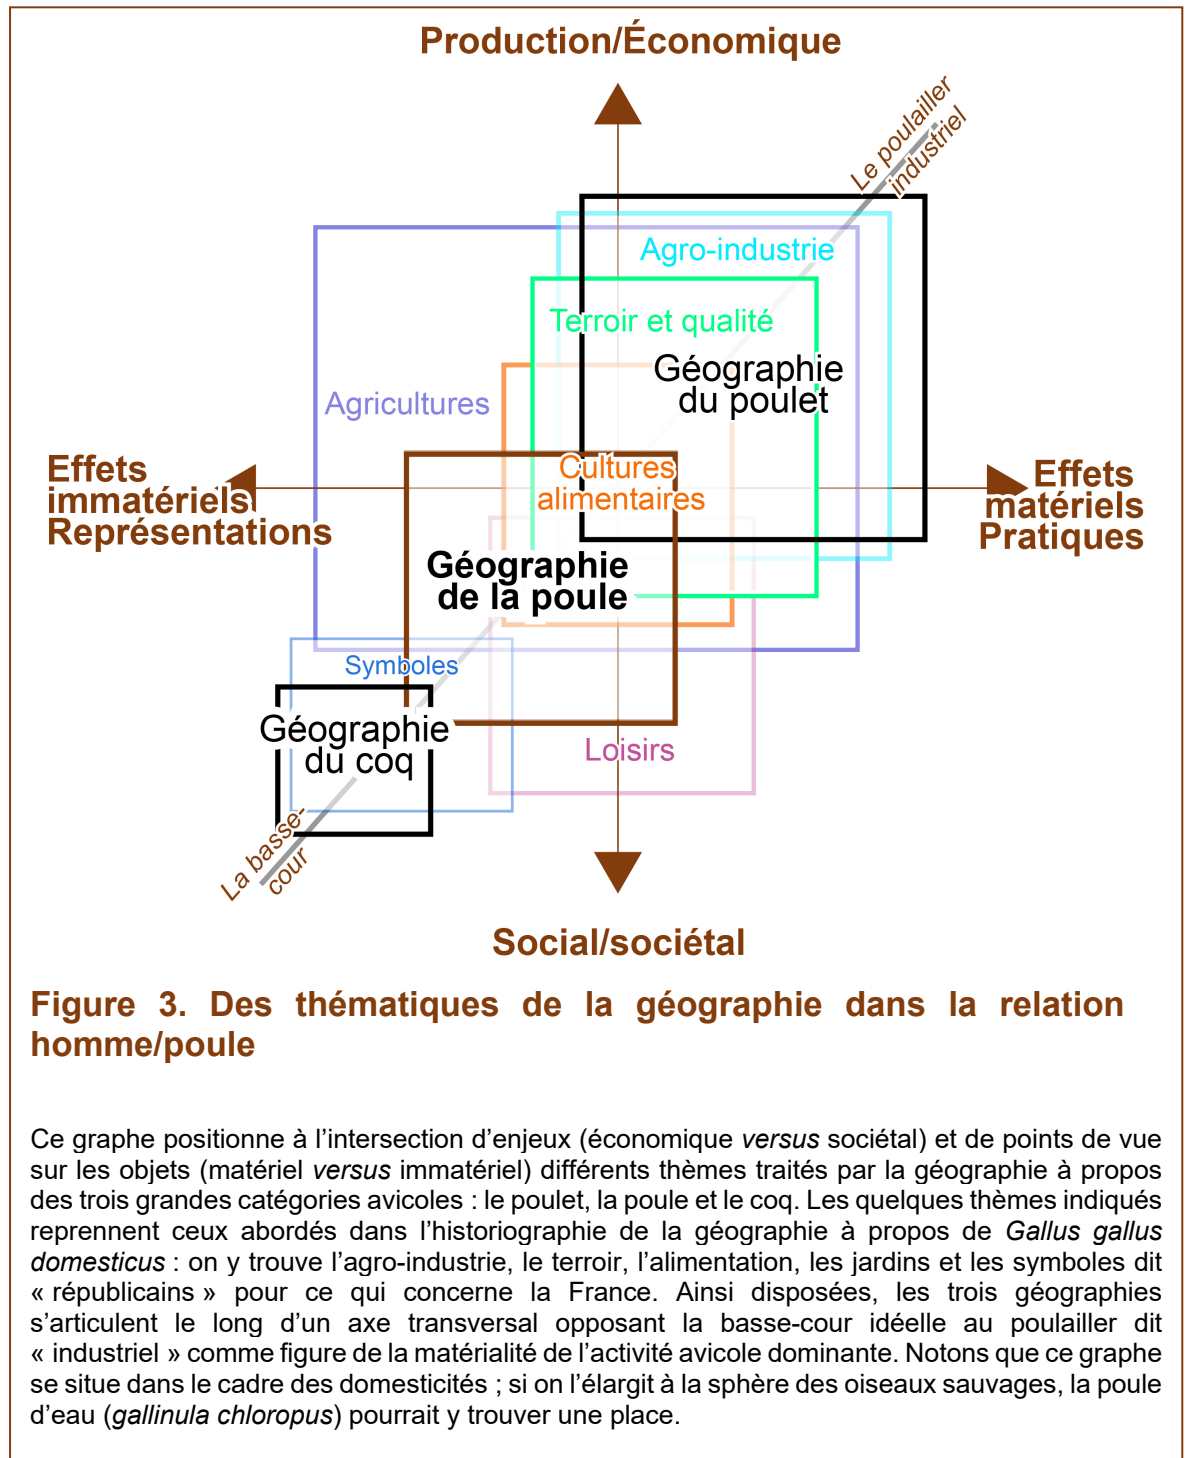 Production/Économique
Le poulailler
industriel
Agro-industrie
Terroir et qualité
Géographie
du poulet
Agricultures
Effets
immatériels
Représentations
Cultures
alimentaires
Effets
matériels
Pratiques
Géographie
de la poule
Symboles
Géographie
du coq
Loisirs
La basse-
cour
Social/sociétal
Figure 3. Des thématiques de la géographie dans la relation
homme/poule
Ce graphe positionne à l’intersection d’enjeux (économique versus sociétal) et de points de vue
sur les objets (matériel versus immatériel) différents thèmes traités par la géographie à propos
des trois grandes catégories avicoles : le poulet, la poule et le coq. Les quelques thèmes indiqués
reprennent ceux abordés dans l’historiographie de la géographie à propos de Gallus gallus
domesticus : on y trouve l’agro-industrie, le terroir, l’alimentation, les jardins et les symboles dit
« républicains » pour ce qui concerne la France. Ainsi disposées, les trois géographies
s’articulent le long d’un axe transversal opposant la basse-cour idéelle au poulailler dit
« industriel » comme figure de la matérialité de l’activité avicole dominante. Notons que ce graphe
se situe dans le cadre des domesticités ; si on l’élargit à la sphère des oiseaux sauvages, la poule
d’eau (gallinula chloropus) pourrait y trouver une place.